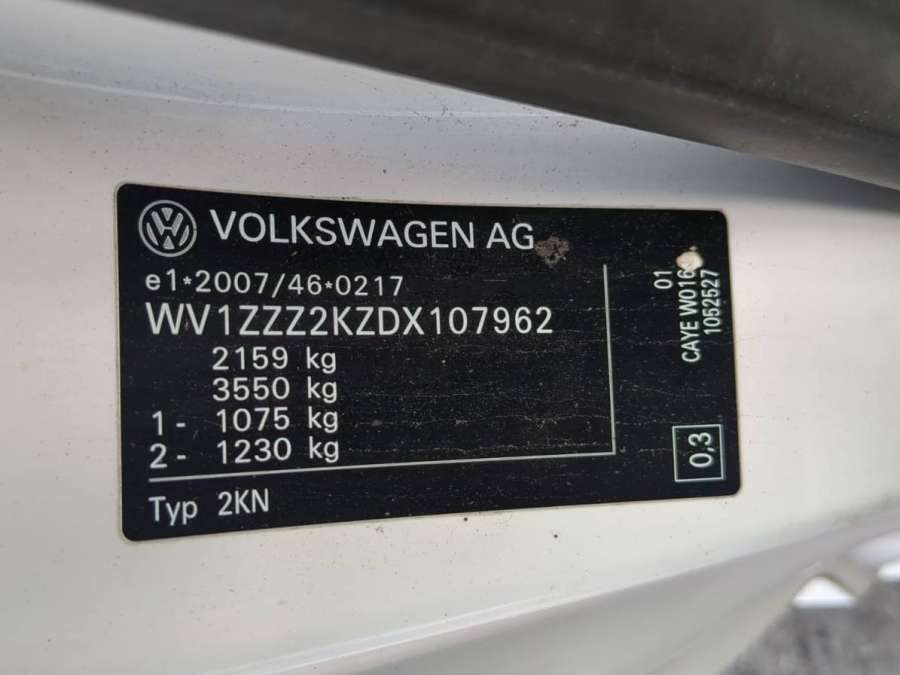 VOLKSWAGEN AG
e1*2007/46*0217
WV1ZZZ2KZDX107962
2159 kg
3550 kg
1- 1075 kg
2- 1230 kg
Typ 2KN
01
CAYE W016
1052527
0,3